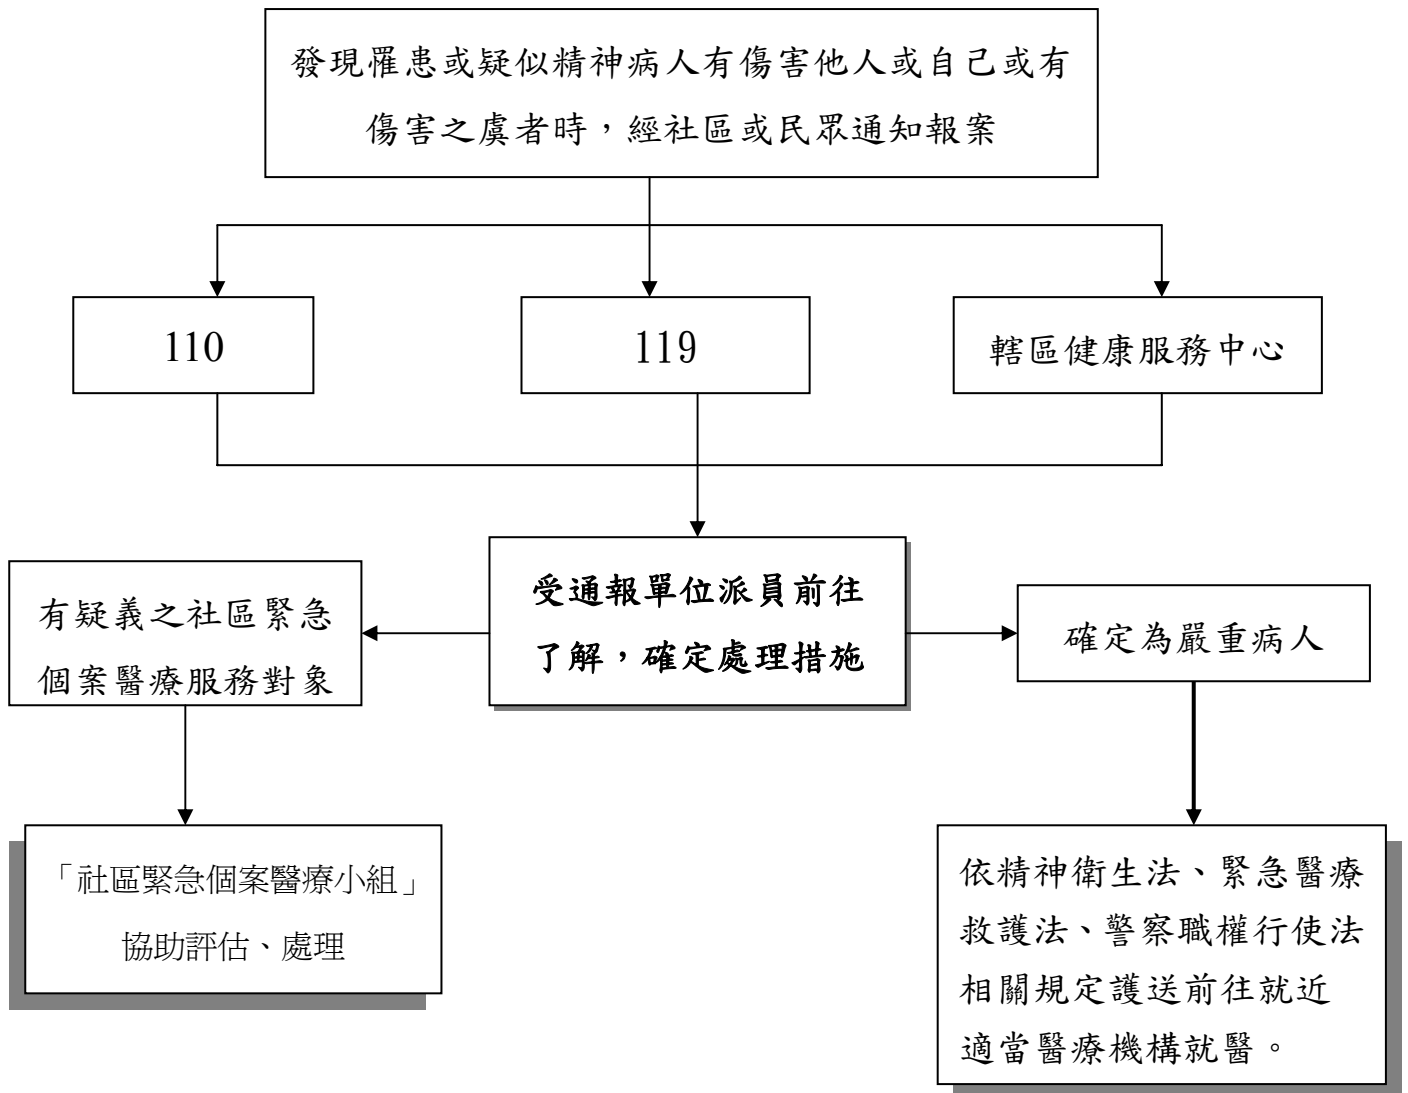 發現罹患或疑似精神病人有傷害他人或自己或有
傷害之虞者時，經社區或民眾通知報案
110
119
轄區健康服務中心
受通報單位派員前往
了解，確定處理措施
有疑義之社區緊急
個案醫療服務對象
確定為嚴重病人
「社區緊急個案醫療小組」
協助評估、處理
依精神衛生法、緊急醫療
救護法、警察職權行使法
相關規定護送前往就近
適當醫療機構就醫。